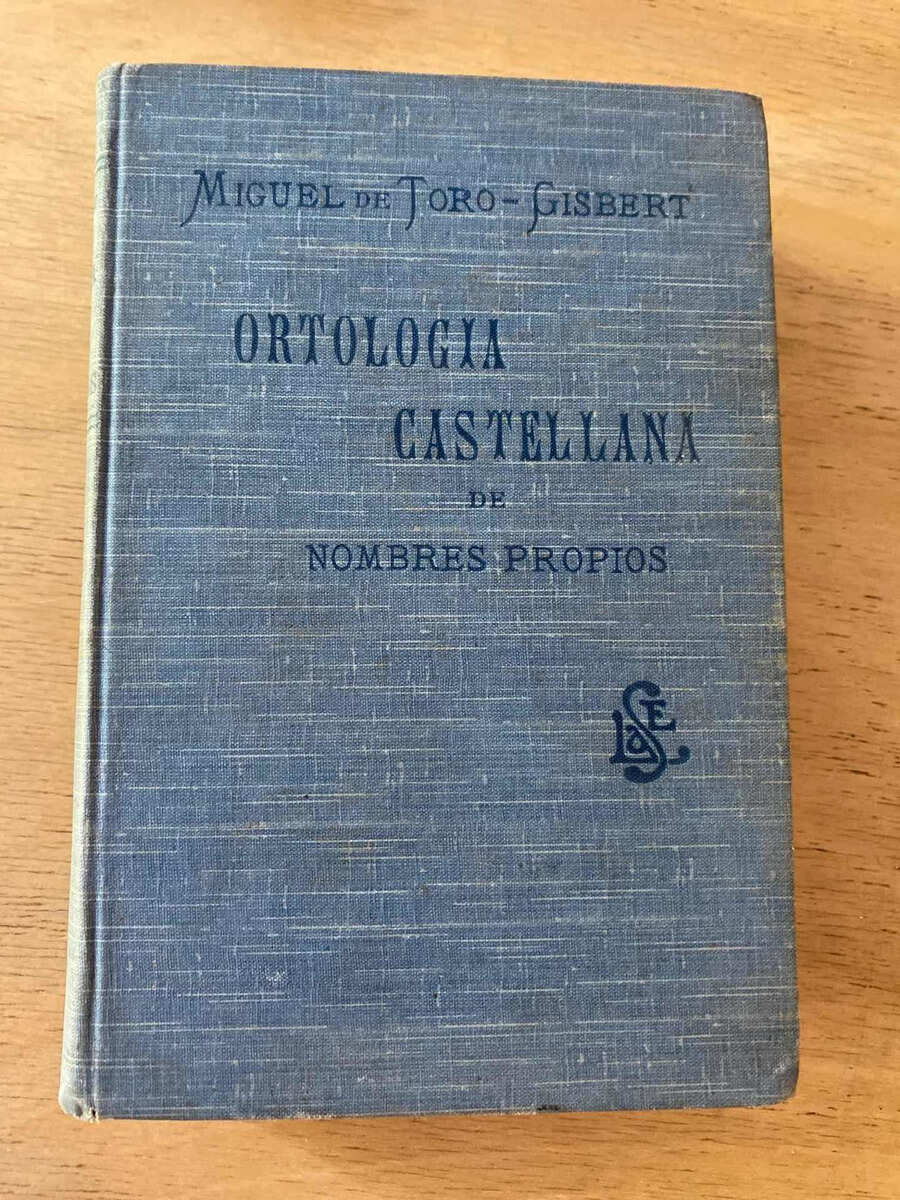 MIGUEL DE TORO-GISBERT
ORTOLOGIA
CASTELLANA
DE
NOMBRES PROPIOS